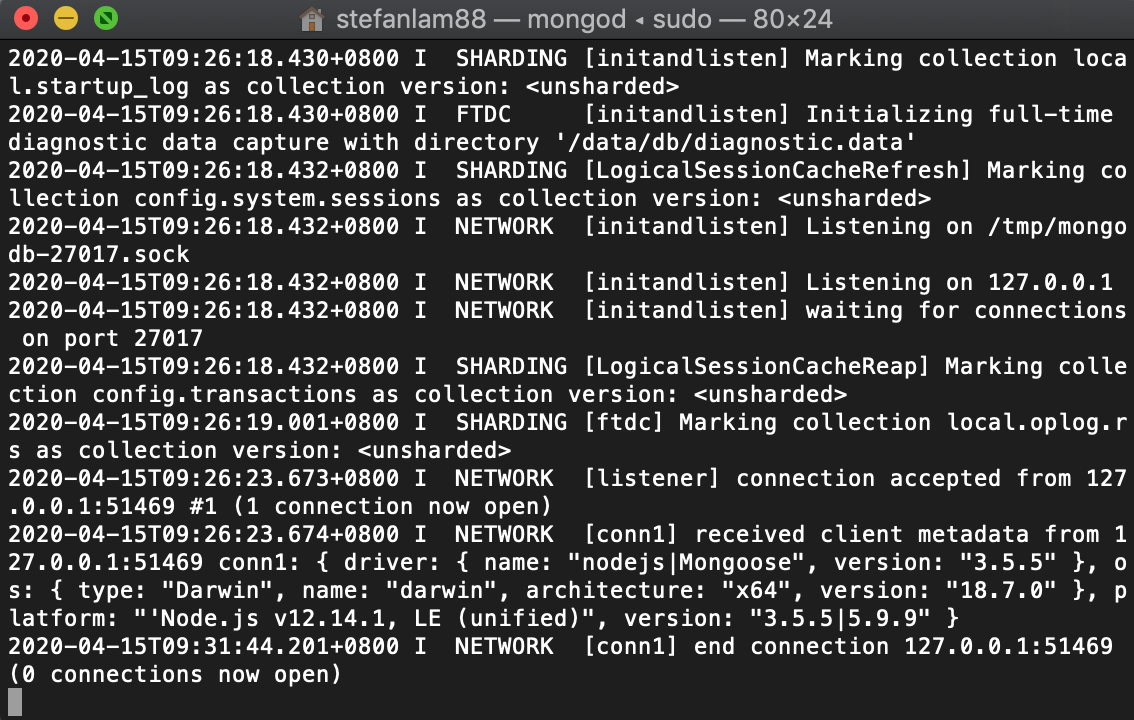 stefanlam88 — mongod ◂ sudo — 80×24
2020-04-15T09:26:18.430+0800 I  SHARDING [initandlisten] Marking collection loca
l.startup_log as collection version: <unsharded>
2020-04-15T09:26:18.430+0800 I  FTDC     [initandlisten] Initializing full-time
diagnostic data capture with directory '/data/db/diagnostic.data'
2020-04-15T09:26:18.432+0800 I  SHARDING [LogicalSessionCacheRefresh] Marking co
llection config.system.sessions as collection version: <unsharded>
2020-04-15T09:26:18.432+0800 I  NETWORK  [initandlisten] Listening on /tmp/mongo
db-27017.sock
2020-04-15T09:26:18.432+0800 I  NETWORK  [initandlisten] Listening on 127.0.0.1
2020-04-15T09:26:18.432+0800 I  NETWORK  [initandlisten] waiting for connections
 on port 27017
2020-04-15T09:26:18.432+0800 I  SHARDING [LogicalSessionCacheReap] Marking colle
ction config.transactions as collection version: <unsharded>
2020-04-15T09:26:19.001+0800 I  SHARDING [ftdc] Marking collection local.oplog.r
s as collection version: <unsharded>
2020-04-15T09:26:23.673+0800 I  NETWORK  [listener] connection accepted from 127
.0.0.1:51469 #1 (1 connection now open)
2020-04-15T09:26:23.674+0800 I  NETWORK  [conn1] received client metadata from 1
27.0.0.1:51469 conn1: { driver: { name: "nodejs|Mongoose", version: "3.5.5" }, o
s: { type: "Darwin", name: "darwin", architecture: "x64", version: "18.7.0" }, p
latform: "'Node.js v12.14.1, LE (unified)", version: "3.5.5|5.9.9" }
2020-04-15T09:31:44.201+0800 I  NETWORK  [conn1] end connection 127.0.0.1:51469
(0 connections now open)